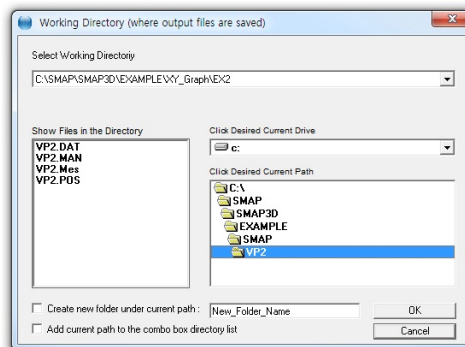 Working Directory (where output files are saved)
Select Working Directoriy
C:\SMAP\SMAP3D\EXAMPLE\XY_Graph\EX2
Show Files in the Directory
VP2.DAT
VP2.MAN
VP2.Mes
VP2.POS
Click Desired Current Drive
c:
Click Desired Current Path
C:\
SMAP
SMAP3D
EXAMPLE
SMAP
VP2
Create new folder under current path :
New_Folder_Name
OK
Add current path to the combo box directory list
Cancel